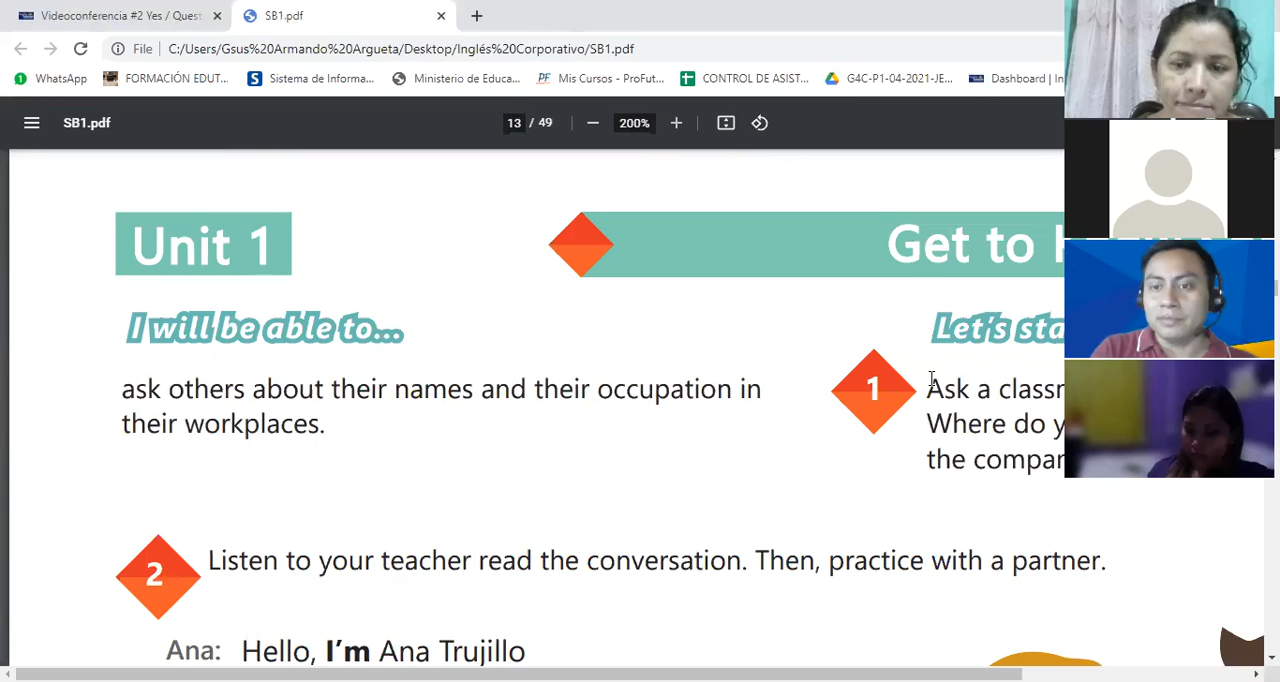 Videoconferencia #2 Yes / Quest
SB1.pdf
File
C:/Users/Gsus%20Armando%20Argueta/Desktop/Inglés%20Corporativo/SB1.pdf
WhatsApp
FORMACIÓN EDUT...
Sistema de Informa...
Ministerio de Educa...
Mis Cursos - ProFut...
CONTROL DE ASIST...
G4C-P1-04-2021-JE...
Dashboard | In
SB1.pdf
13 / 49
200%
Unit 1
Get to
I will be able to...
Let's sta
ask others about their names and their occupation in
their workplaces.
1
Ask a classr
Where do y
the compar
2
Listen to your teacher read the conversation. Then, practice with a partner.
Ana: Hello, I'm Ana Trujillo